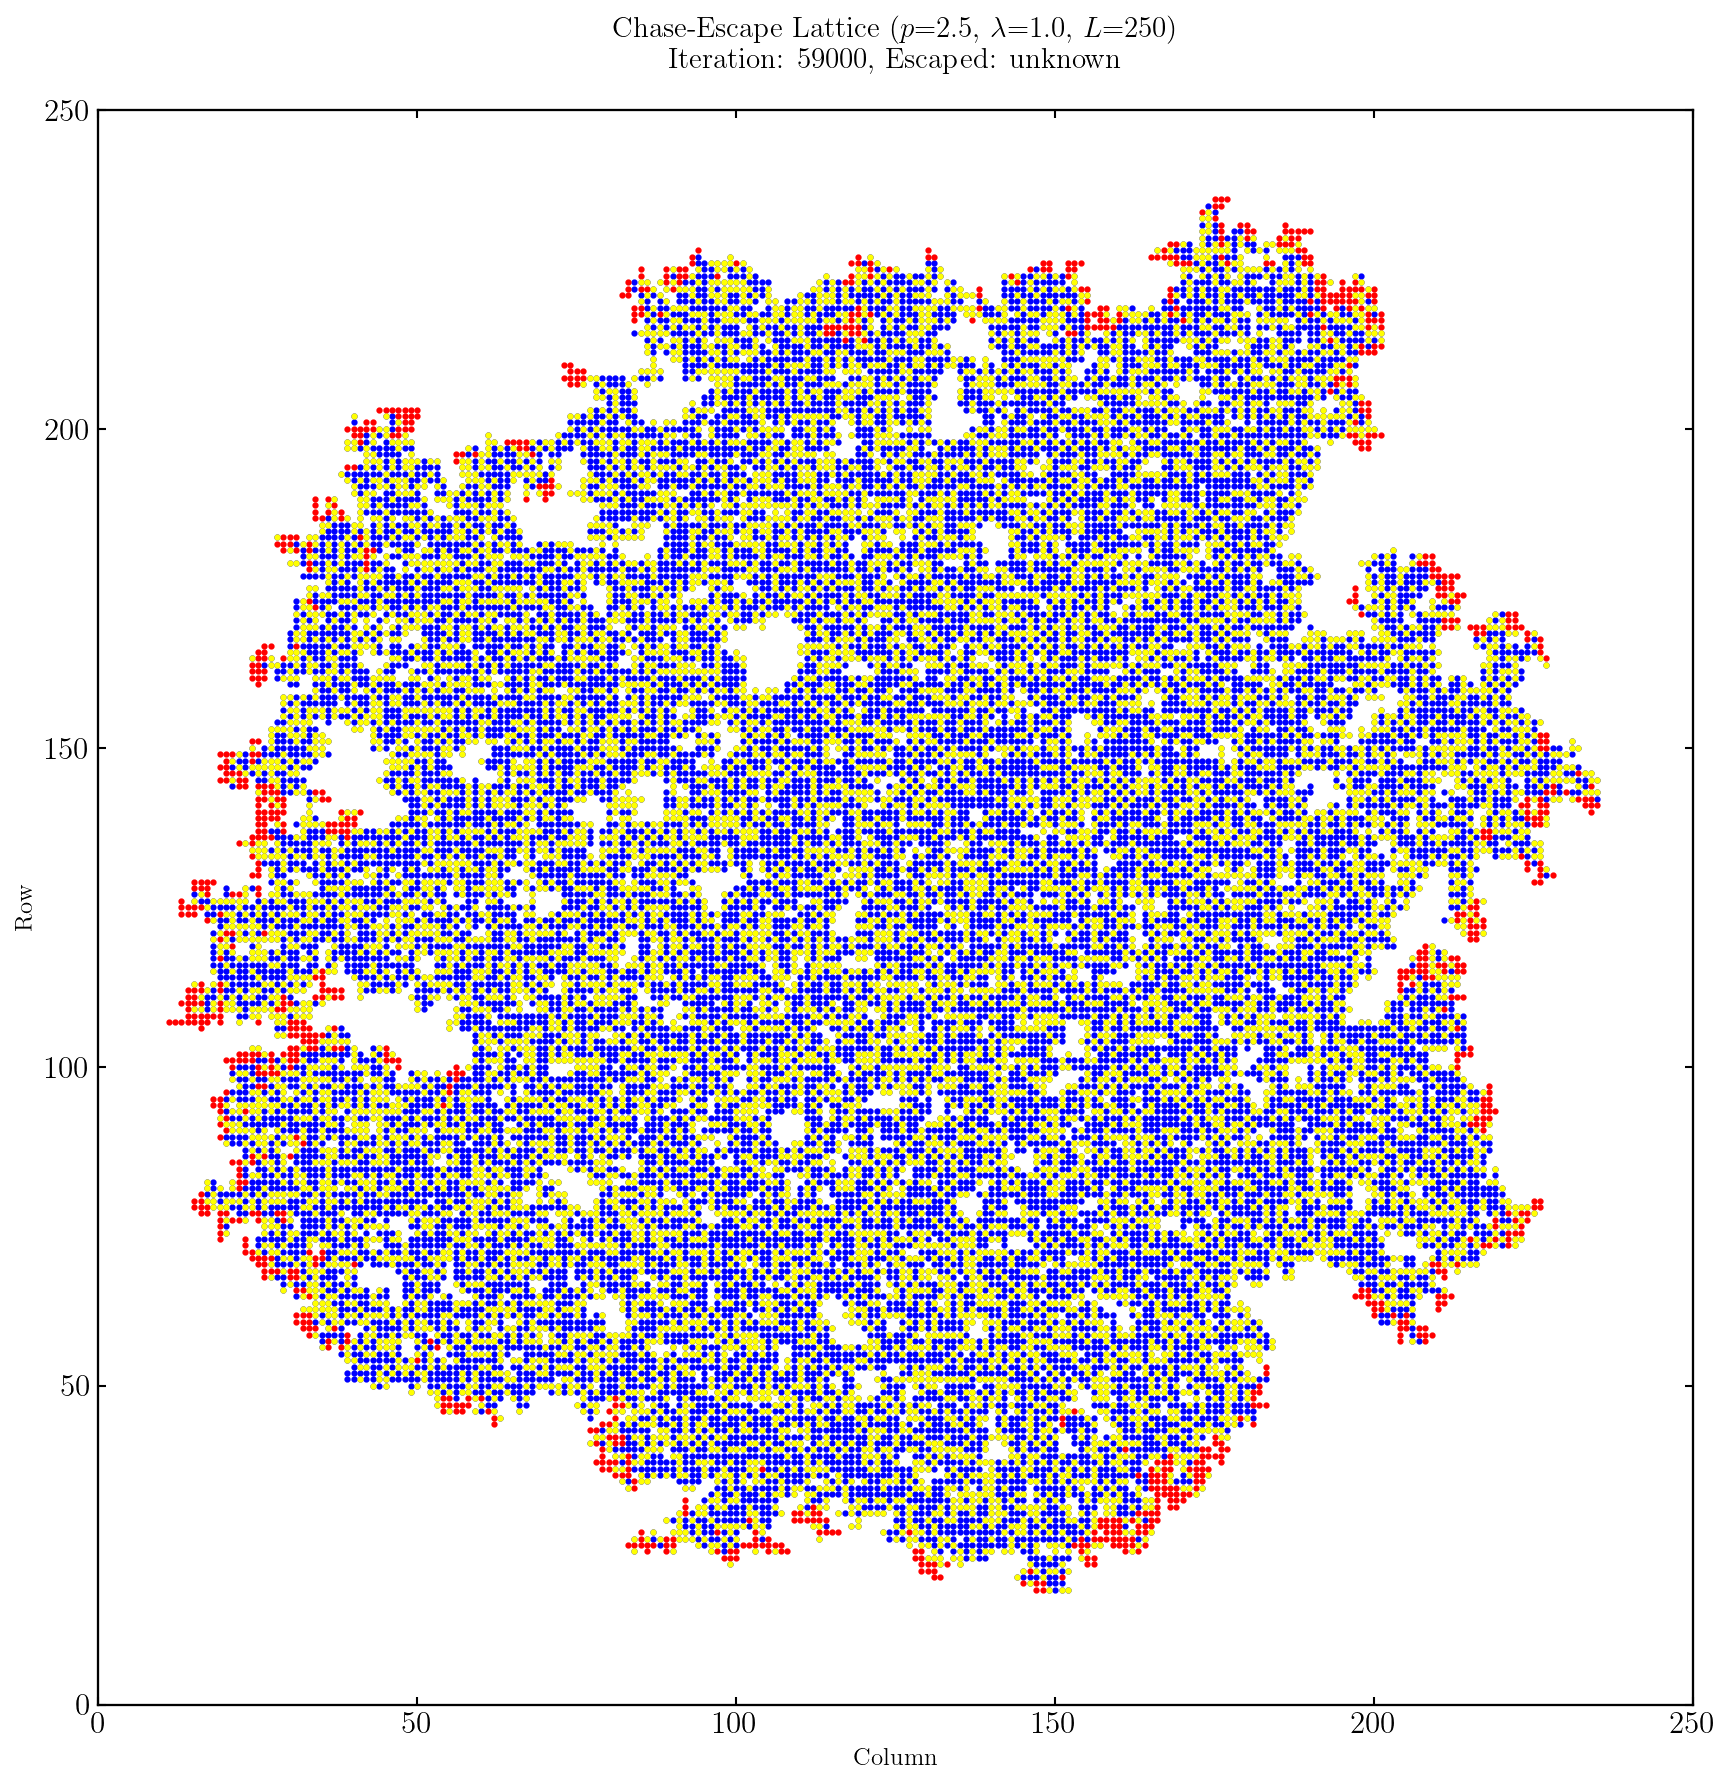 Chase-Escape Lattice (p=2.5, λ=1.0, L=250)
Iteration: 59000, Escaped: unknown
250
200
150
100
50
0
Row
0 50 100 150 200 250
Column